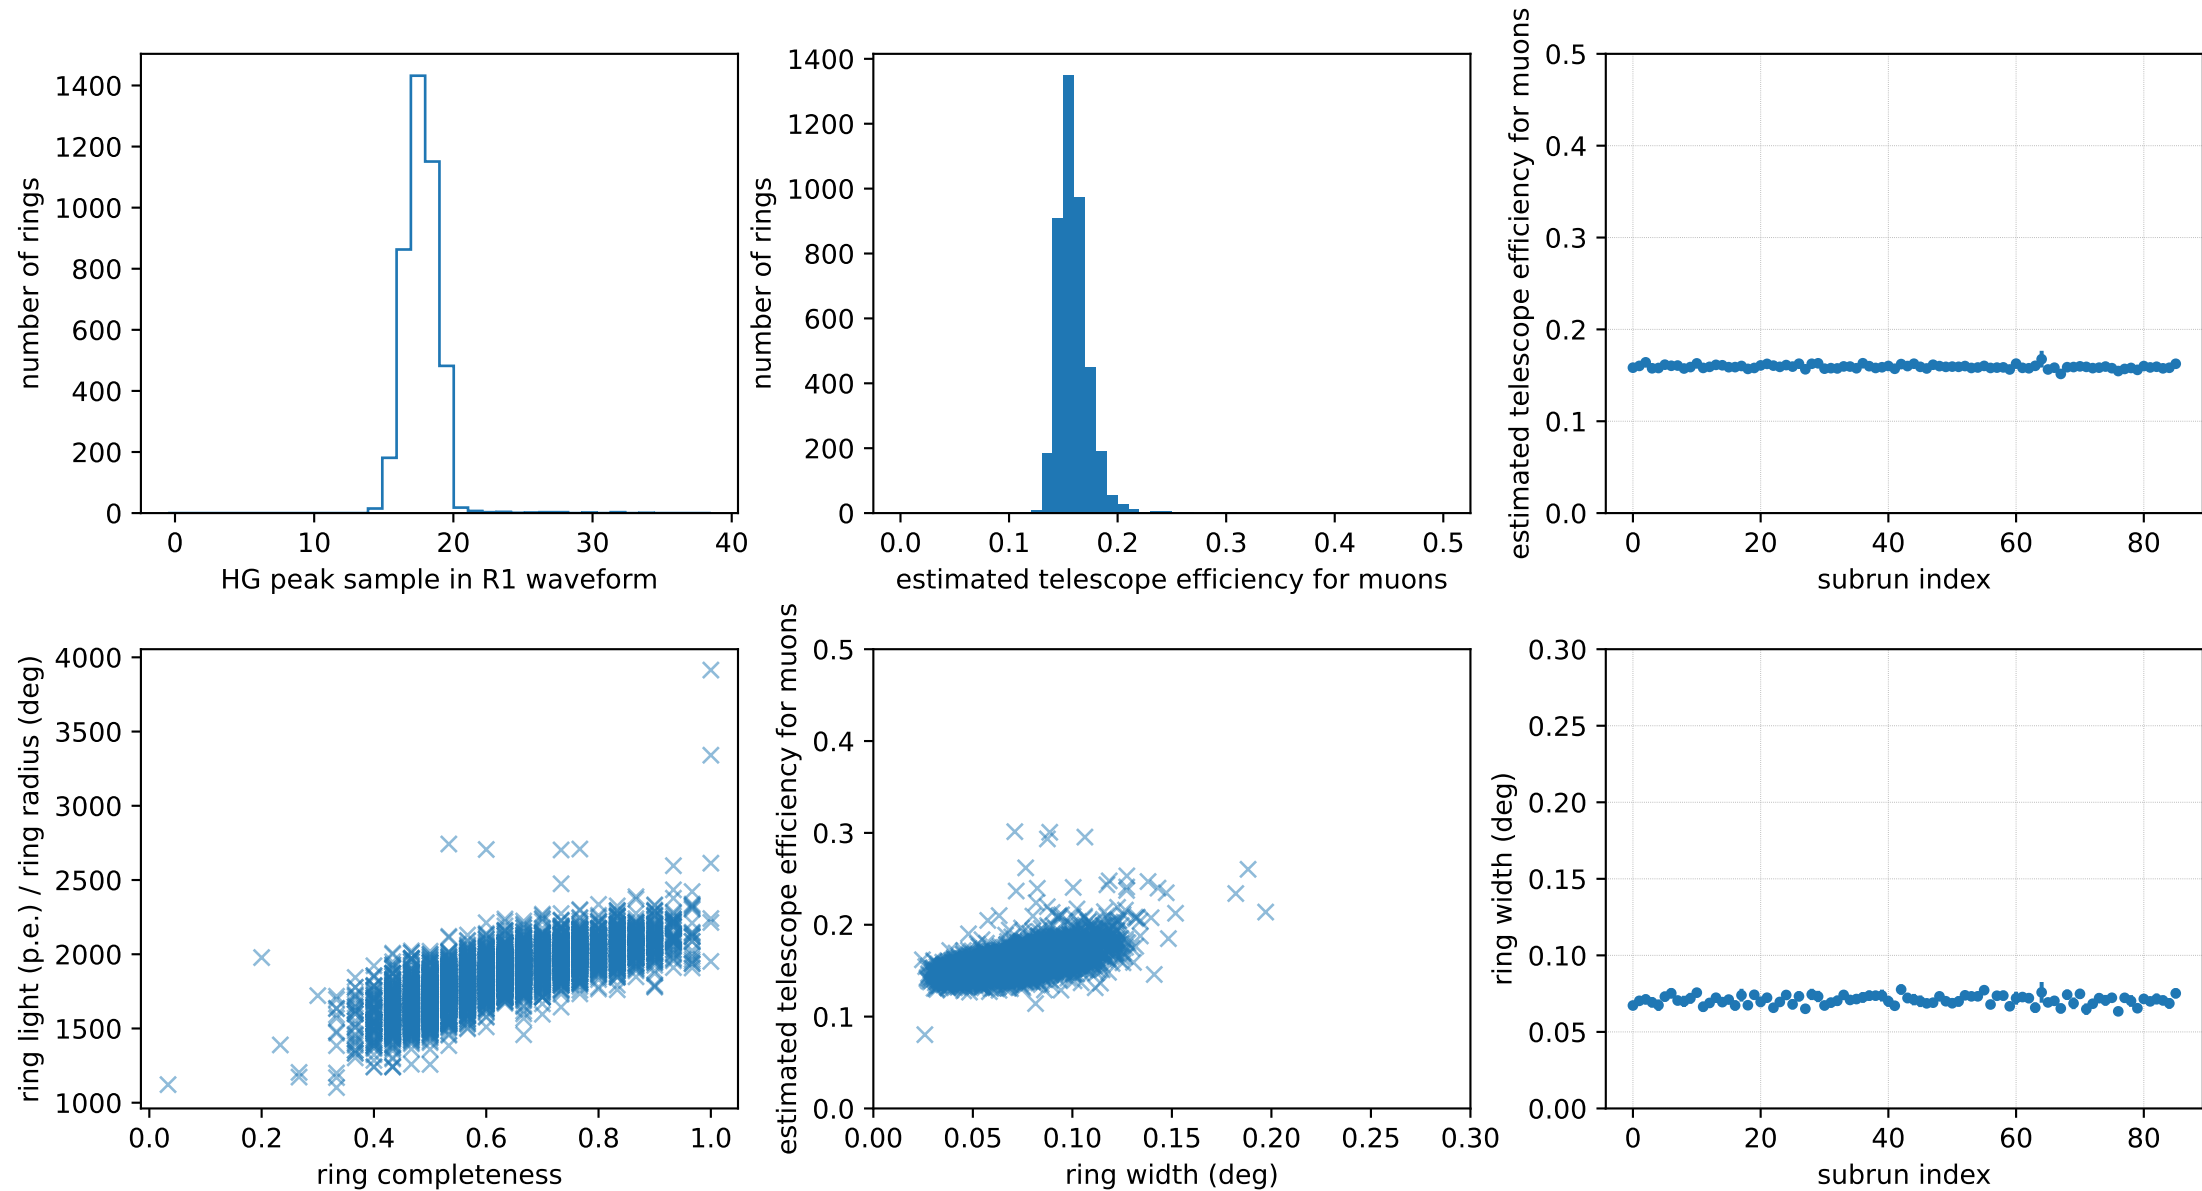 number of rings
1400
1200
1000
800
600
400
200
0
0 10 20 30 40
HG peak sample in R1 waveform
number of rings
1400
1200
1000
800
600
400
200
0
0.0 0.1 0.2 0.3 0.4 0.5
estimated telescope efficiency for muons
estimated telescope efficiency for muons
0.5
0.4
0.3
0.2
0.1
0.0
0 20 40 60 80
subrun index
ring light (p.e.) / ring radius (deg)
4000
3500
3000
2500
2000
1500
1000
0.0 0.2 0.4 0.6 0.8 1.0
ring completeness
estimated telescope efficiency for muons
0.5
0.4
0.3
0.2
0.1
0.0
0.00 0.05 0.10 0.15 0.20 0.25 0.30
ring width (deg)
ring width (deg)
0.30
0.25
0.20
0.15
0.10
0.05
0.00
0 20 40 60 80
subrun index